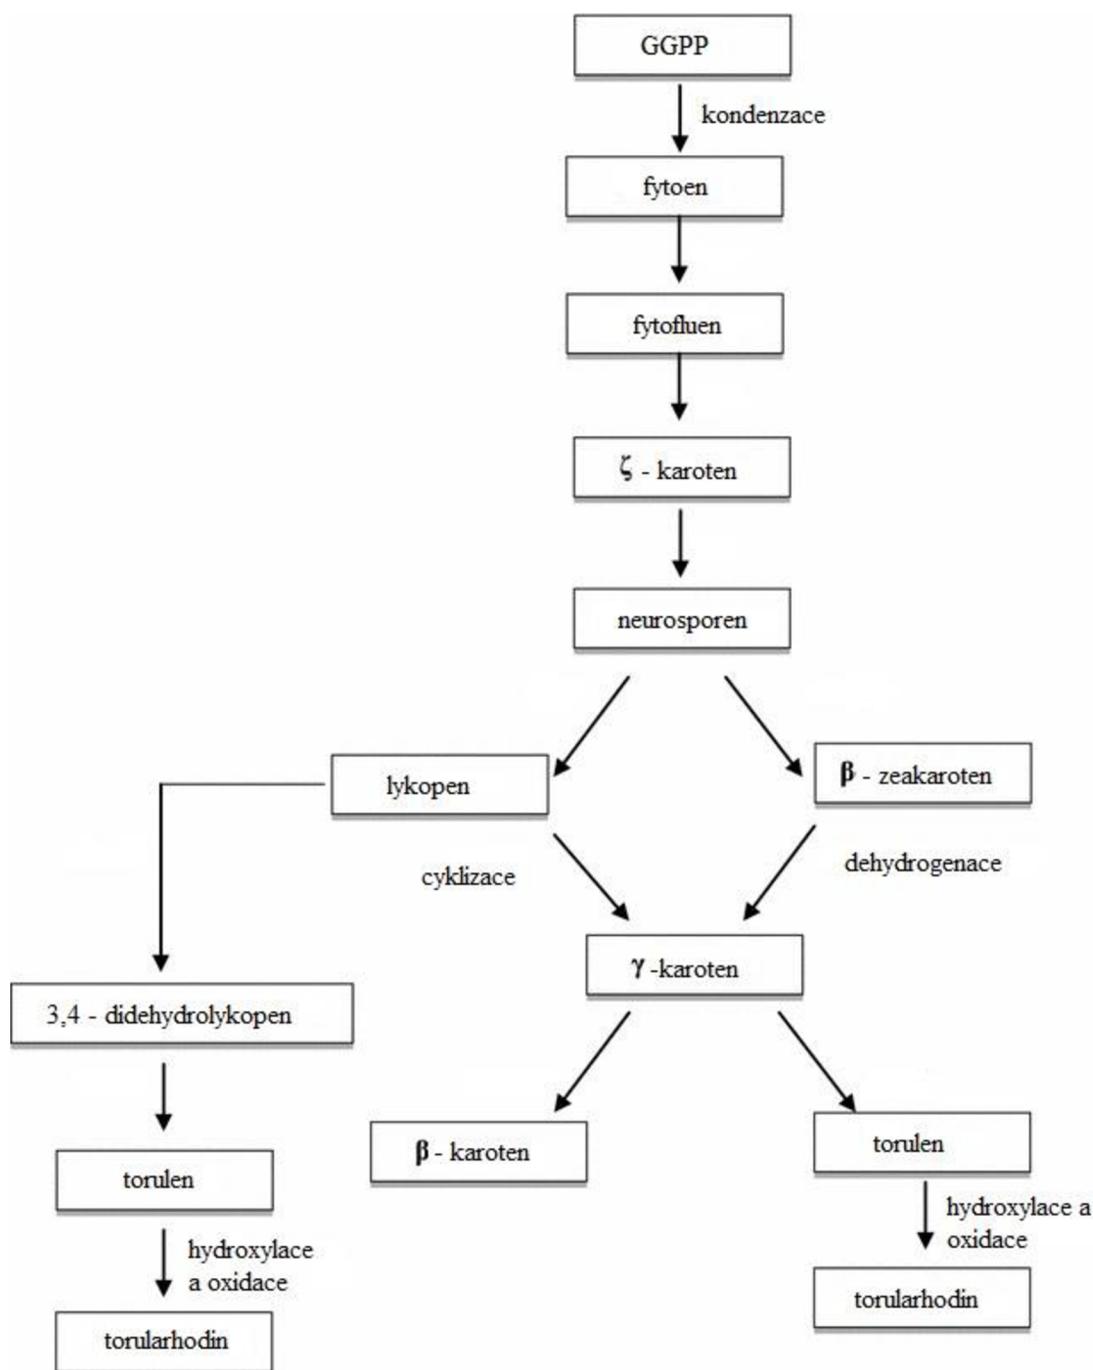 GGPP
kondenzace
fytoen
fytofluen
ζ - karoten
neurosporen
lykopen
β - zeakaroten
cyklizace
dehydrogenace
γ -karoten
3,4 - didehydrolykopen
β - karoten
torulen
torulen
hydroxylace a
oxidace
hydroxylace
a oxidace
torularhodin
torularhodin